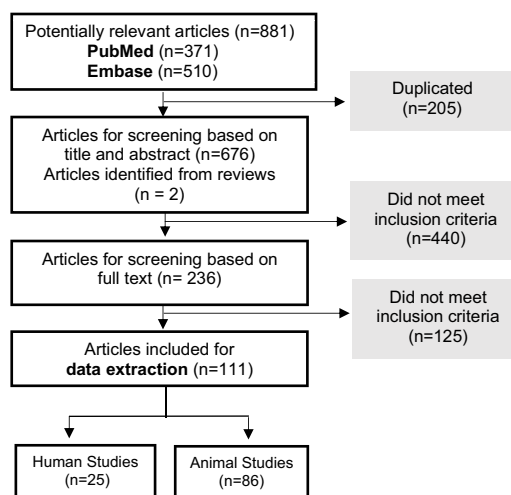 Potentially relevant articles (n=881)
PubMed (n=371)
Embase (n=510)
Duplicated
(n=205)
Articles for screening based on
title and abstract (n=676)
Articles identified from reviews
(n = 2)
Did not meet
inclusion criteria
(n=440)
Articles for screening based on
full text (n= 236)
Did not meet
inclusion criteria
(n=125)
Articles included for
data extraction (n=111)
Human Studies
(n=25)
Animal Studies
(n=86)